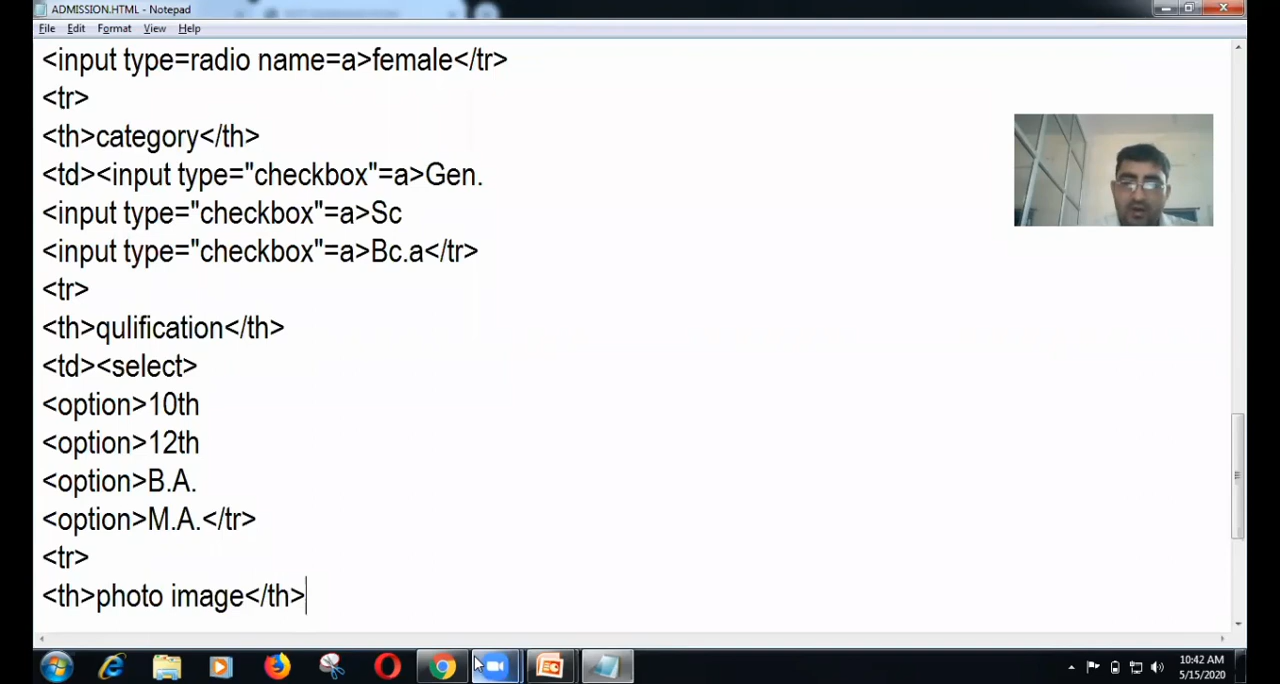 ADMISSION.HTML - Notepad
File Edit Format View Help
<input type=radio name=a>female</tr>
<tr>
<th>category</th>
<td><input type="checkbox"=a>Gen.
<input type="checkbox"=a>Sc
<input type="checkbox"=a>Bc.a</tr>
<tr>
<th>qulification</th>
<td><select>
<option>10th
<option>12th
<option>B.A.
<option>M.A.</tr>
<tr>
<th>photo image</th>
10:42 AM
5/15/2020